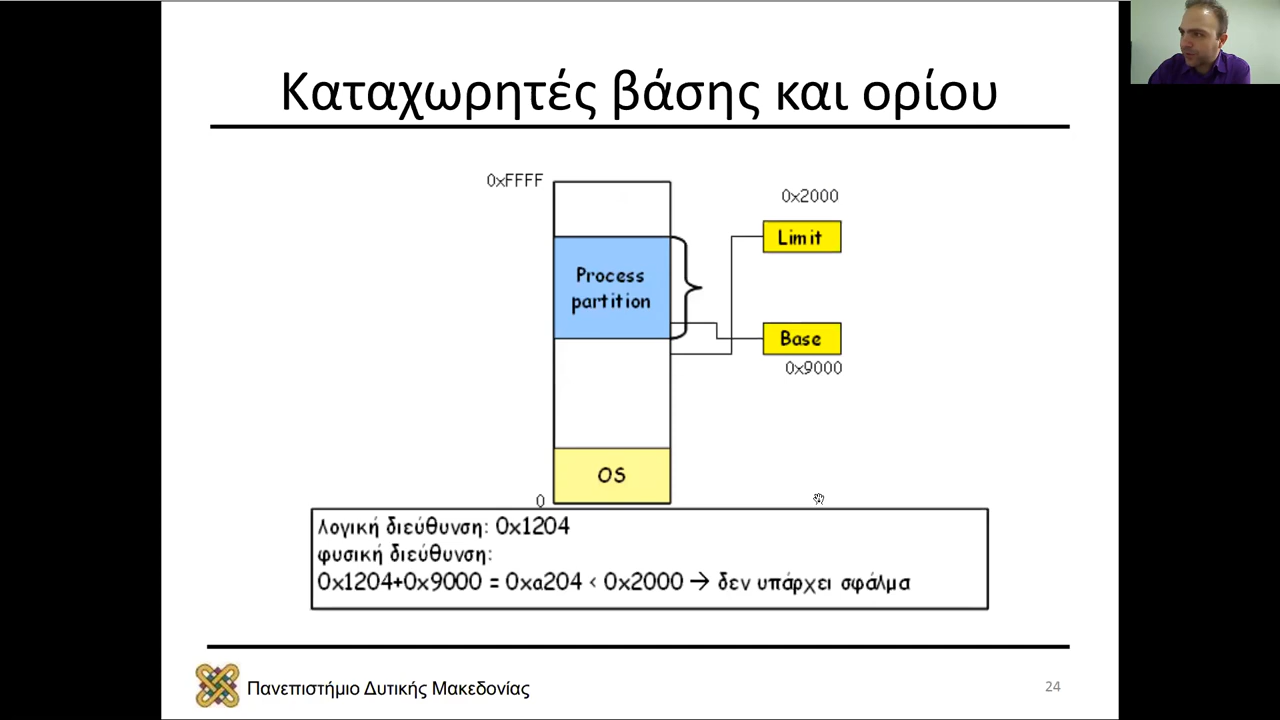 Καταχωρητές βάσης και ορίου
0xFFFF
0x2000
Limit
Process
partition
Base
0x9000
OS
0
λογική διεύθυνση: 0x1204
φυσική διεύθυνση:
0x1204+0x9000 = 0xa204 < 0x2000 → δεν υπάρχει σφάλμα
Πανεπιστήμιο Δυτικής Μακεδονίας
24